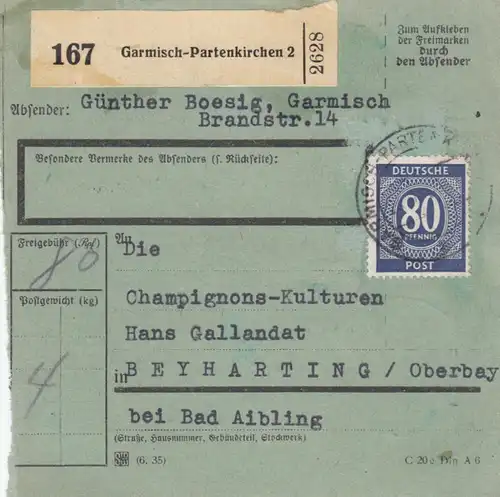 167 Garmisch-Partenkirchen 2 2628
Zum Aufkleben
der Freimarken
durch
den Absender
Absender: Günther Boesig, Garmisch
Brandstr.14
Besondere Vermerke des Absenders (s. Rückseite):
DEUTSCHE
80
PFENNIG
POST
Freigebühr (Rpf)
80
Postgewicht (kg)
4
An
Die
Champignons-Kulturen
Hans Gallandat
in BEYHARTING / Oberbay
bei Bad Aibling
(Straße, Hausnummer, Gebäudeteil, Stockwerk)
(6. 35)
C 20c Din A 6